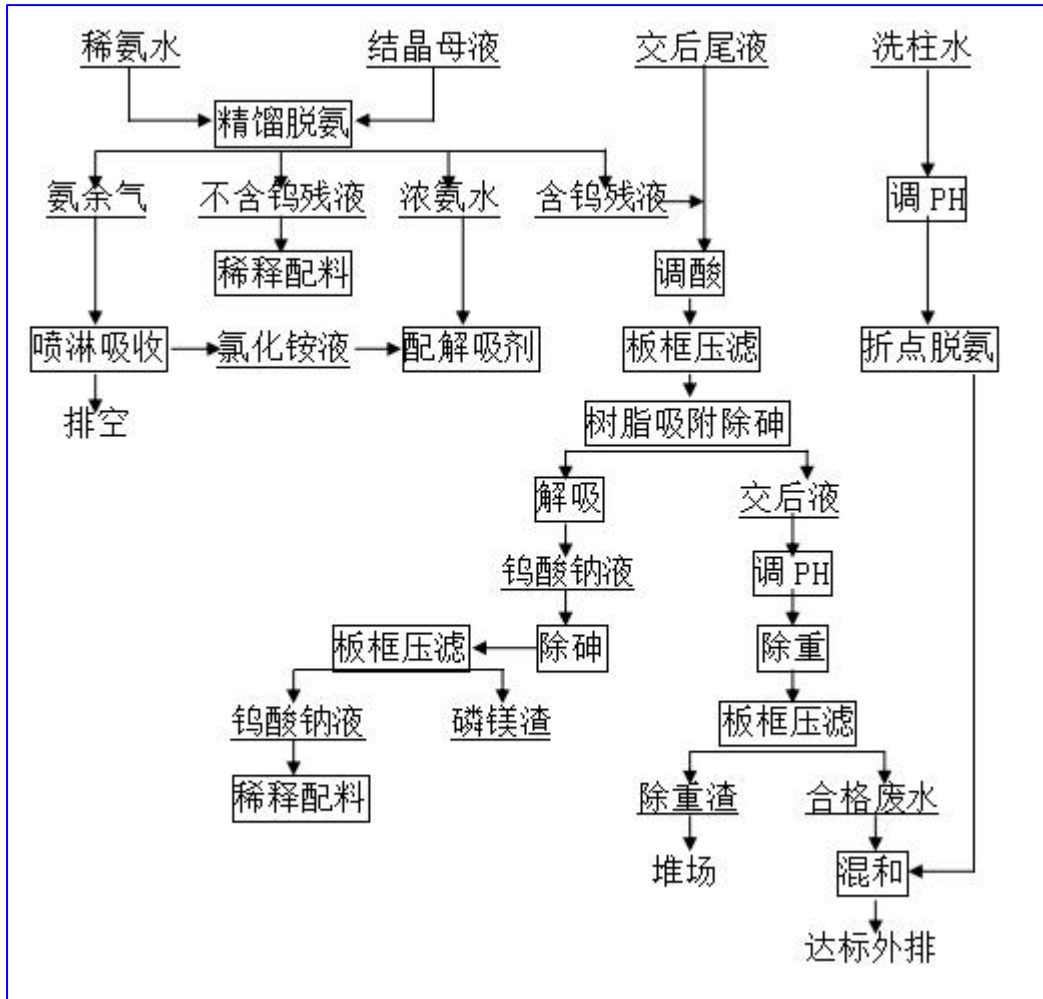 稀氨水
结晶母液
交后尾液
洗柱水
精馏脱氨
氨余气
不含钨残液
浓氨水
含钨残液
调PH
稀释配料
调酸
喷淋吸收
氯化铵液
配解吸剂
板框压滤
折点脱氨
排空
树脂吸附除砷
解吸
交后液
钨酸钠液
调PH
板框压滤
除砷
除重
钨酸钠液
磷镁渣
板框压滤
稀释配料
除重渣
合格废水
堆场
混和
达标外排